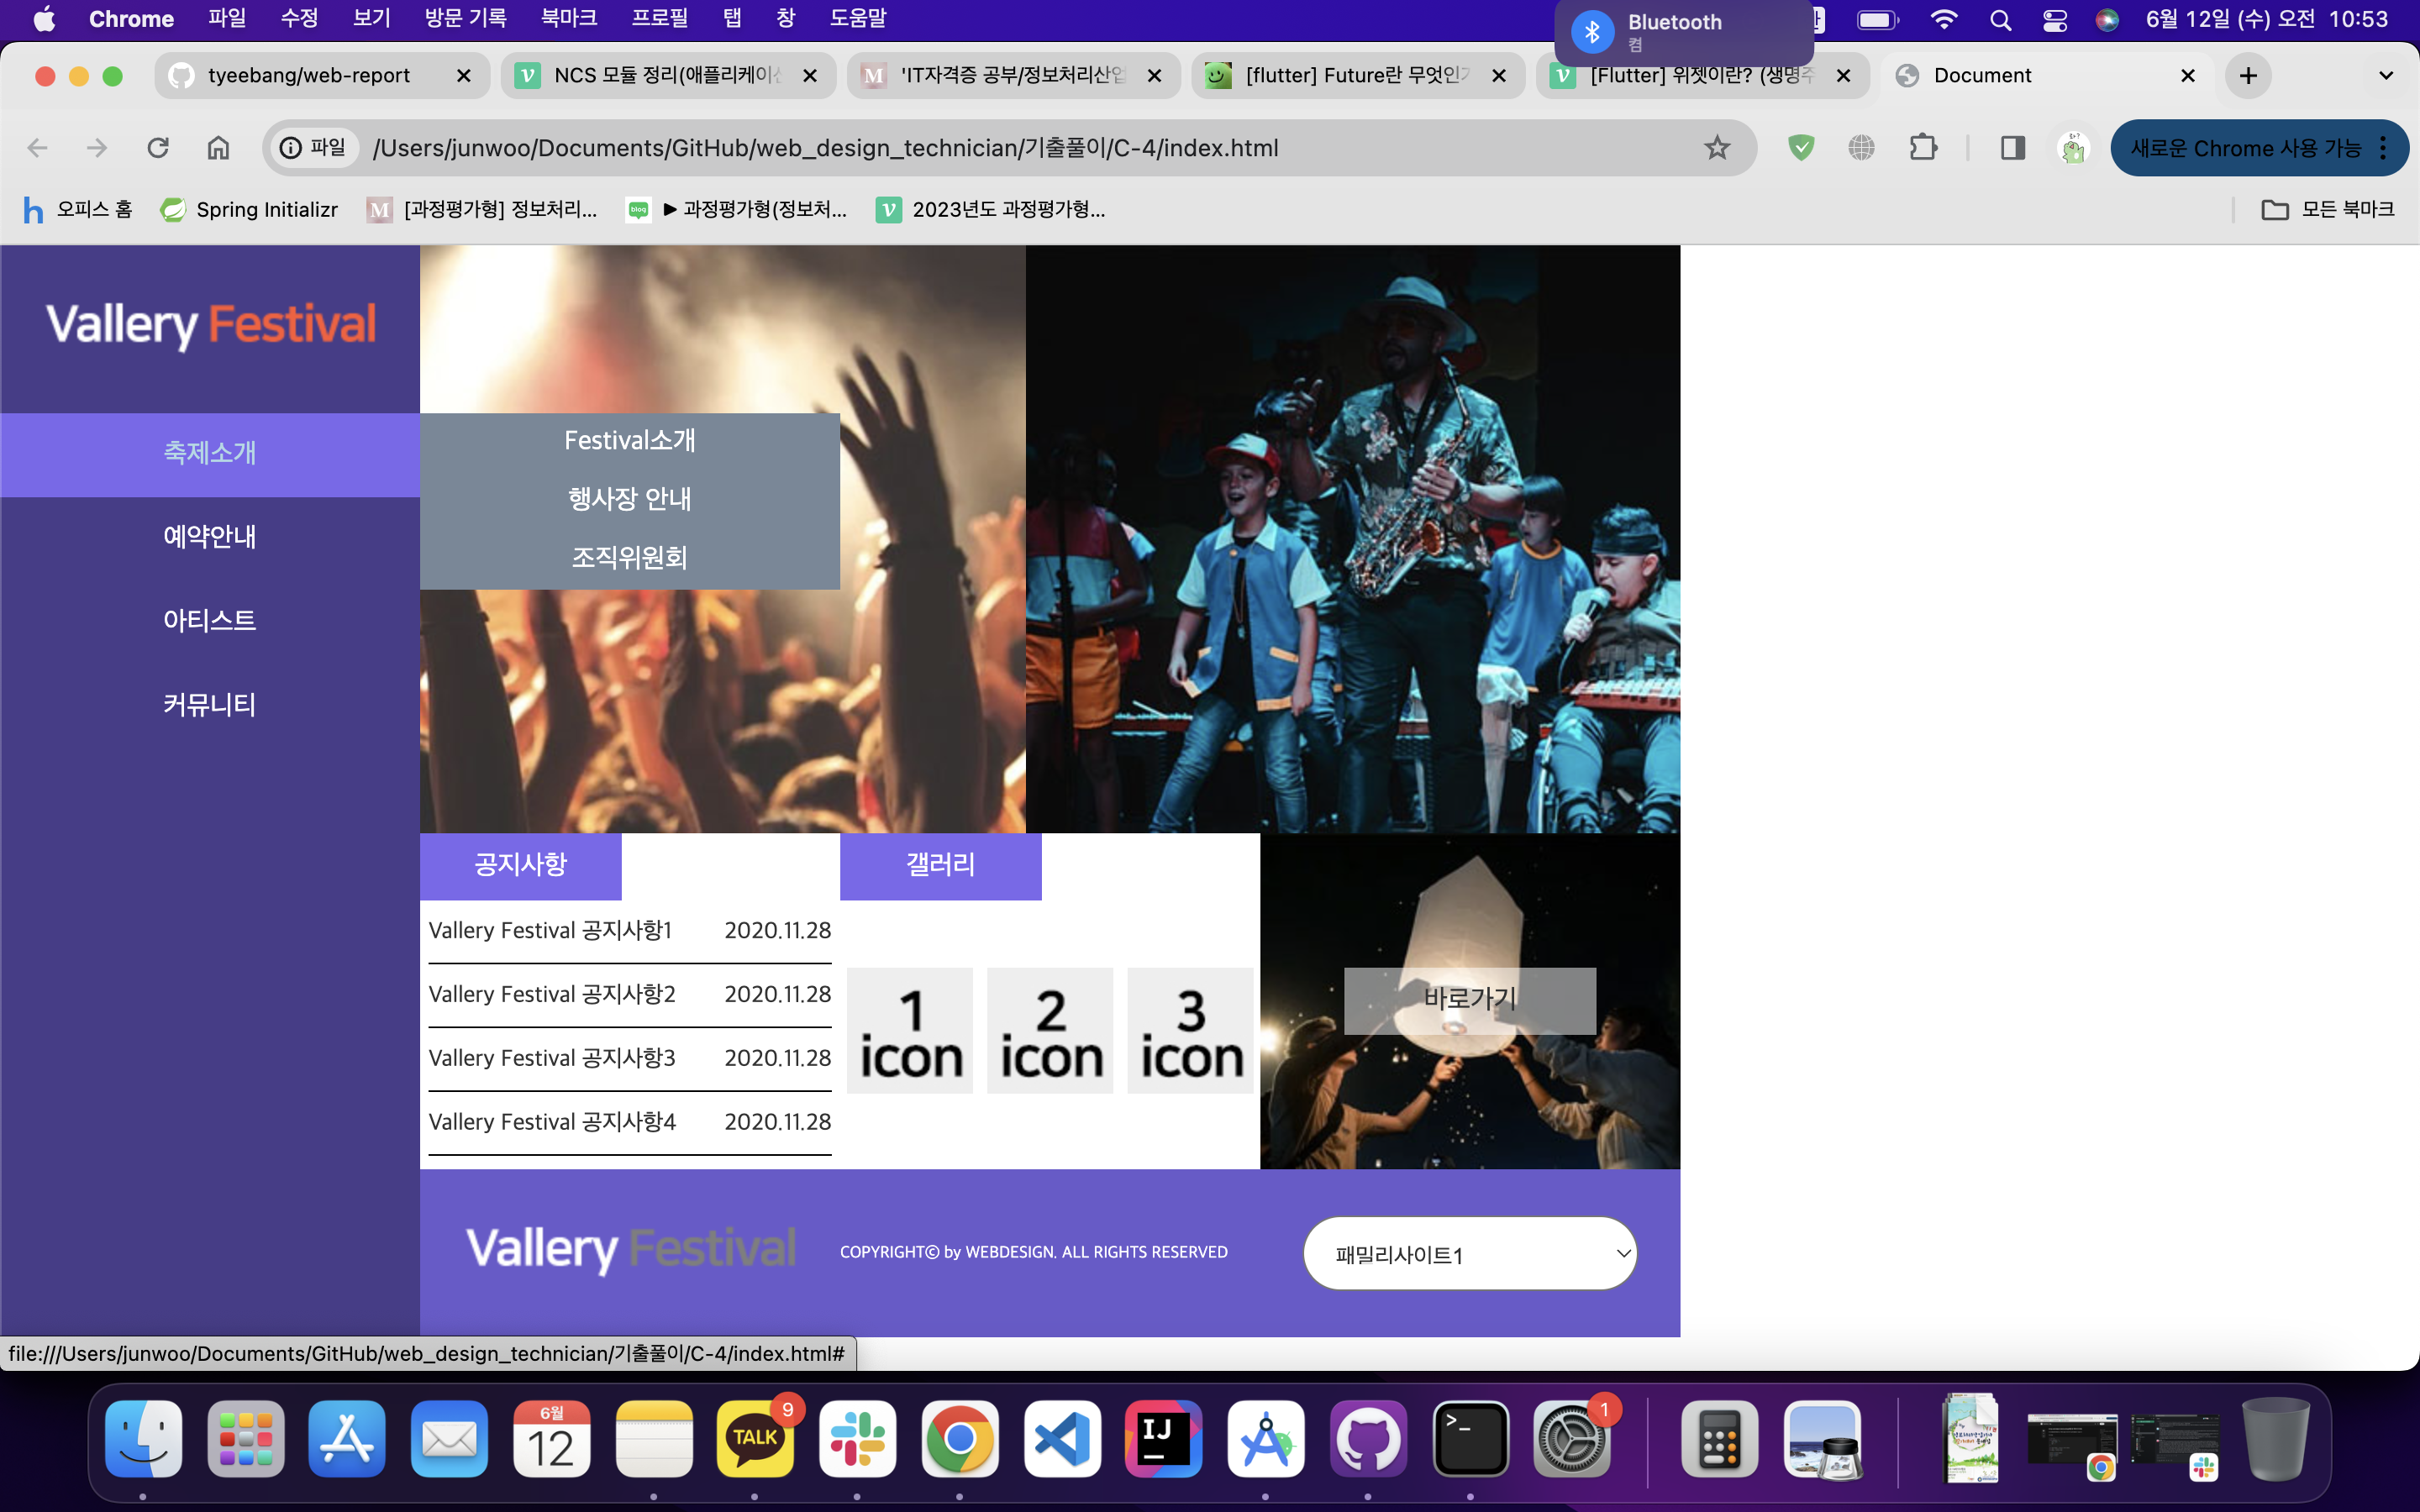 Chrome 파일 수정 보기 방문 기록 북마크 프로필 탭 창 도움말
Bluetooth
켬
6월 12일 (수) 오전 10:53
tyeebang/web-report
NCS 모듈 정리(애플리케이션
'IT자격증 공부/정보처리산업
[flutter] Future란 무엇인가
[Flutter] 위젯이란? (생명주
Document
파일 /Users/junwoo/Documents/GitHub/web_design_technician/기출풀이/C-4/index.html
새로운 Chrome 사용 가능
오피스 홈
Spring Initializr
[과정평가형] 정보처리...
▶ 과정평가형(정보처...
2023년도 과정평가형...
모든 북마크
Vallery Festival
축제소개
예약안내
아티스트
커뮤니티
Festival소개
행사장 안내
조직위원회
공지사항
Vallery Festival 공지사항1 2020.11.28
Vallery Festival 공지사항2 2020.11.28
Vallery Festival 공지사항3 2020.11.28
Vallery Festival 공지사항4 2020.11.28
갤러리
1 icon
2 icon
3 icon
바로가기
Vallery Festival
COPYRIGHTⓒ by WEBDESIGN. ALL RIGHTS RESERVED
패밀리사이트1
file:///Users/junwoo/Documents/GitHub/web_design_technician/기출풀이/C-4/index.html#
6월
12
TALK
9
IJ
1